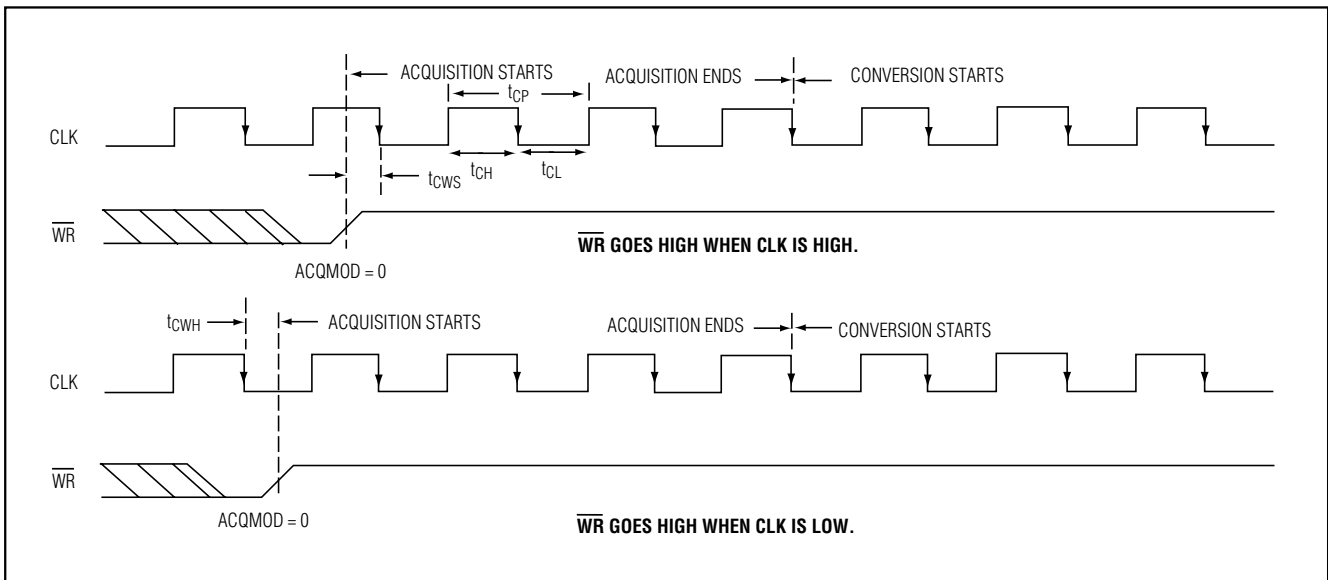 ACQUISITION STARTS
ACQUISITION ENDS
CONVERSION STARTS
tCP
CLK
tCH
tCL
tCWS
WR
WR GOES HIGH WHEN CLK IS HIGH.
ACQMOD = 0
tCWH
ACQUISITION STARTS
ACQUISITION ENDS
CONVERSION STARTS
CLK
WR
ACQMOD = 0
WR GOES HIGH WHEN CLK IS LOW.